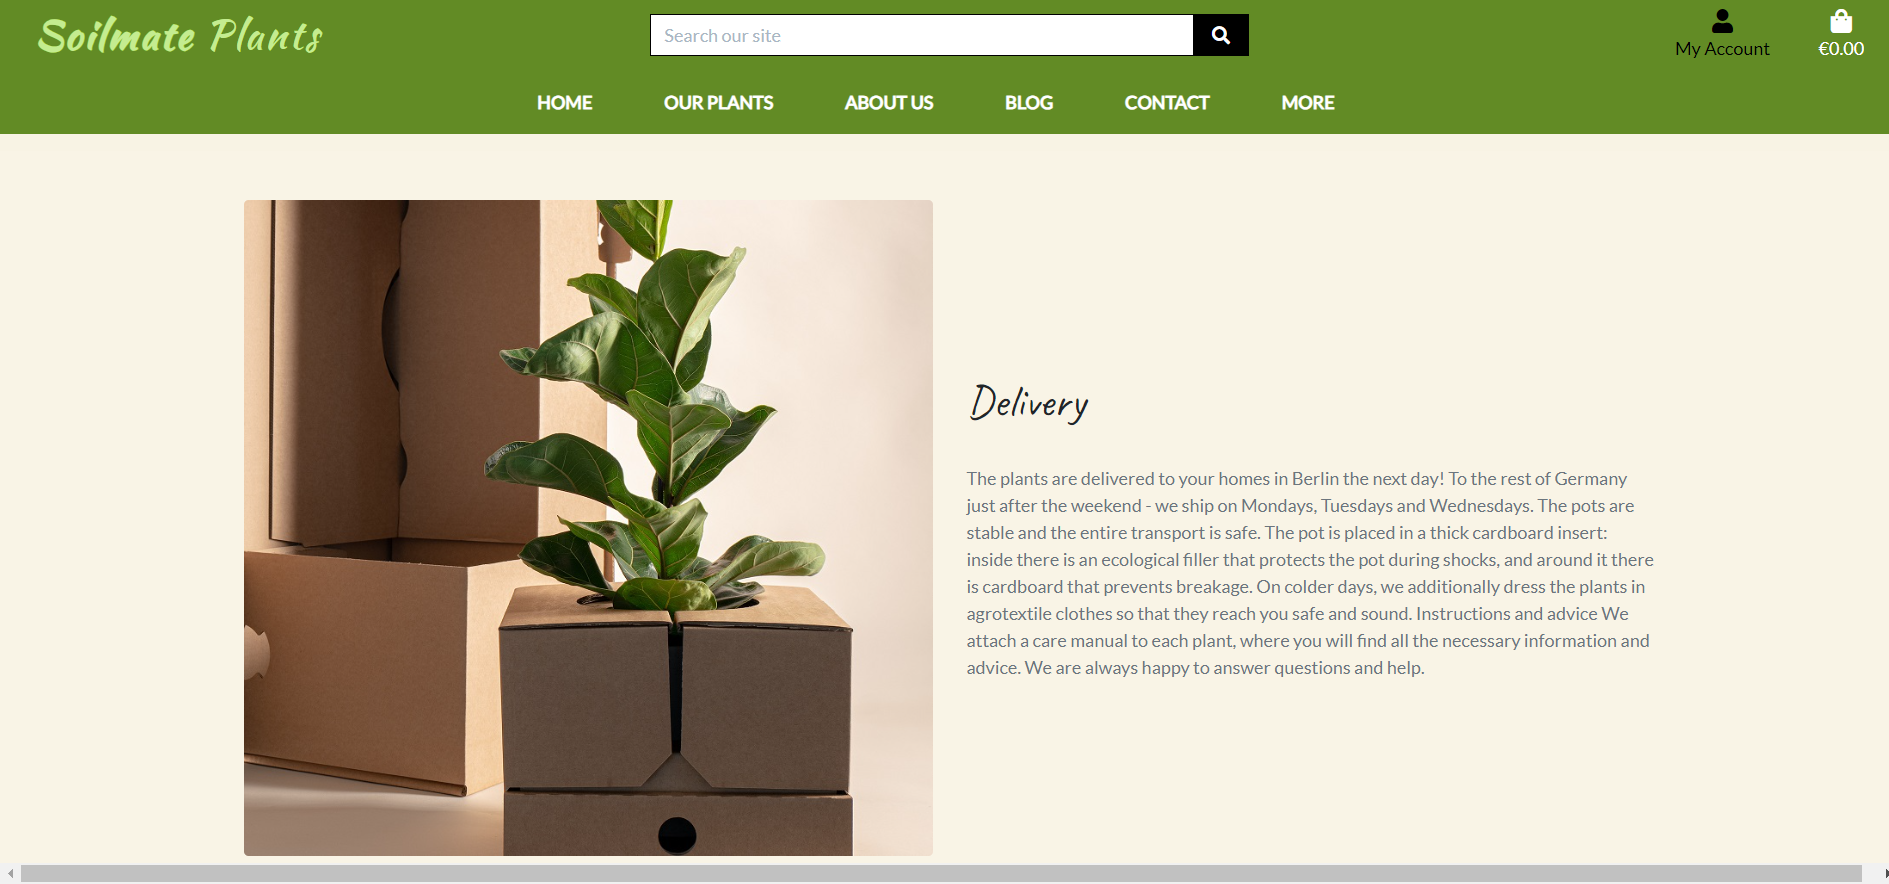 Soilmate Plants
Search our site
My Account
€0.00
HOME OUR PLANTS ABOUT US BLOG CONTACT MORE
Delivery
The plants are delivered to your homes in Berlin the next day! To the rest of Germany
just after the weekend - we ship on Mondays, Tuesdays and Wednesdays. The pots are
stable and the entire transport is safe. The pot is placed in a thick cardboard insert:
inside there is an ecological filler that protects the pot during shocks, and around it there
is cardboard that prevents breakage. On colder days, we additionally dress the plants in
agrotextile clothes so that they reach you safe and sound. Instructions and advice We
attach a care manual to each plant, where you will find all the necessary information and
advice. We are always happy to answer questions and help.